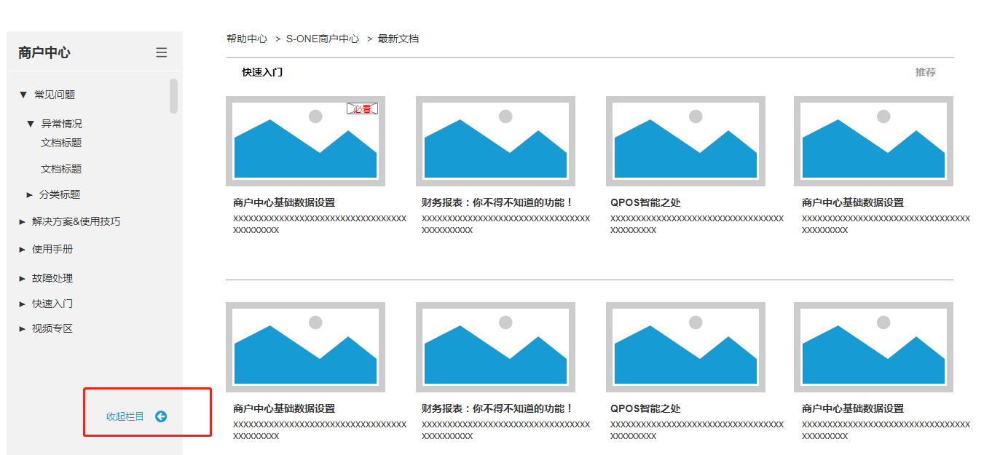 商户中心
常见问题
异常情况
文档标题
文档标题
分类标题
解决方案&使用技巧
使用手册
故障处理
快速入门
视频专区
收起栏目
帮助中心 > S-ONE商户中心 > 最新文档
快速入门 推荐
必看
商户中心基础数据设置
xxxxxxxxxxxxxxxxxxxxxxxxxxxxxxxxxx
xxxxxxxxx
财务报表：你不得不知道的功能！
xxxxxxxxxxxxxxxxxxxxxxxxxxxxxxxxx
xxxxxxxxxx
QPOS智能之处
xxxxxxxxxxxxxxxxxxxxxxxxxxxxxxxxxx
xxxxxxxxx
商户中心基础数据设置
xxxxxxxxxxxxxxxxxxxxxxxxxxxxxxxxx
xxxxxxxxx
商户中心基础数据设置
xxxxxxxxxxxxxxxxxxxxxxxxxxxxxxxxxx
xxxxxxxxx
财务报表：你不得不知道的功能！
xxxxxxxxxxxxxxxxxxxxxxxxxxxxxxxxx
xxxxxxxxxx
QPOS智能之处
xxxxxxxxxxxxxxxxxxxxxxxxxxxxxxxxxx
xxxxxxxxx
商户中心基础数据设置
xxxxxxxxxxxxxxxxxxxxxxxxxxxxxxxxx
xxxxxxxxx